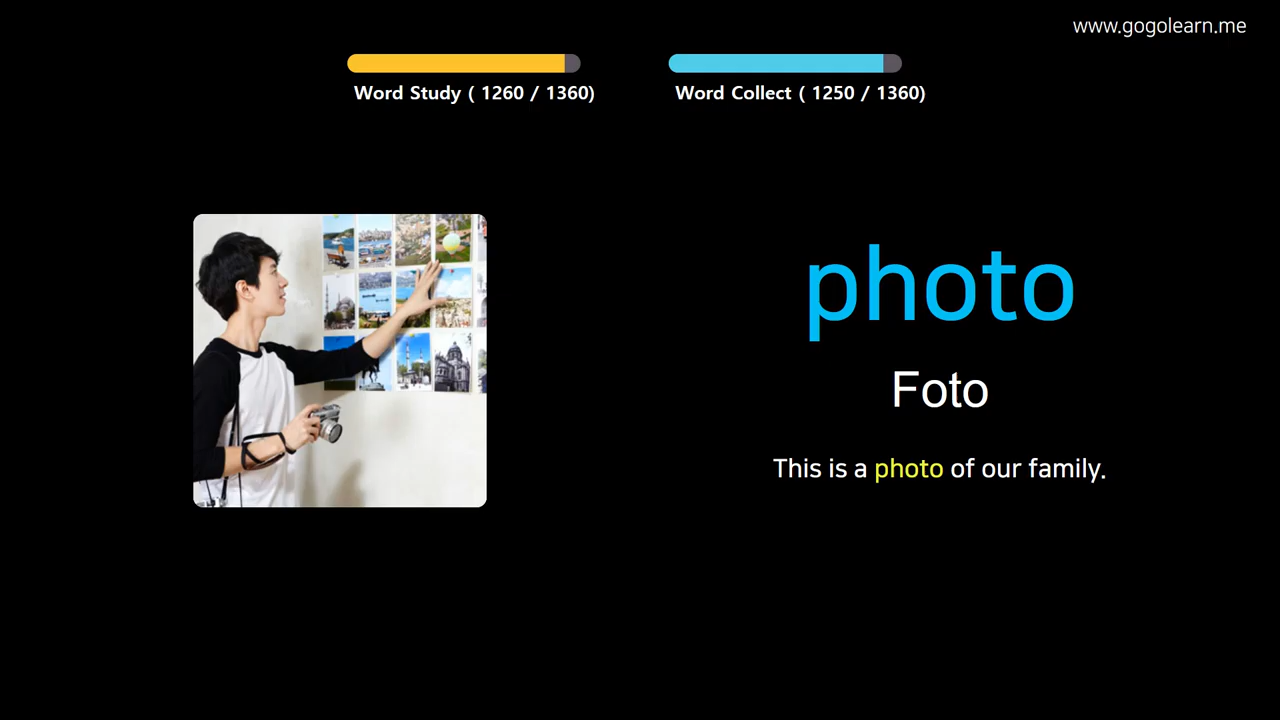 www.gogolearn.me
Word Study ( 1260 / 1360)
Word Collect ( 1250 / 1360)
photo
Foto
This is a photo of our family.